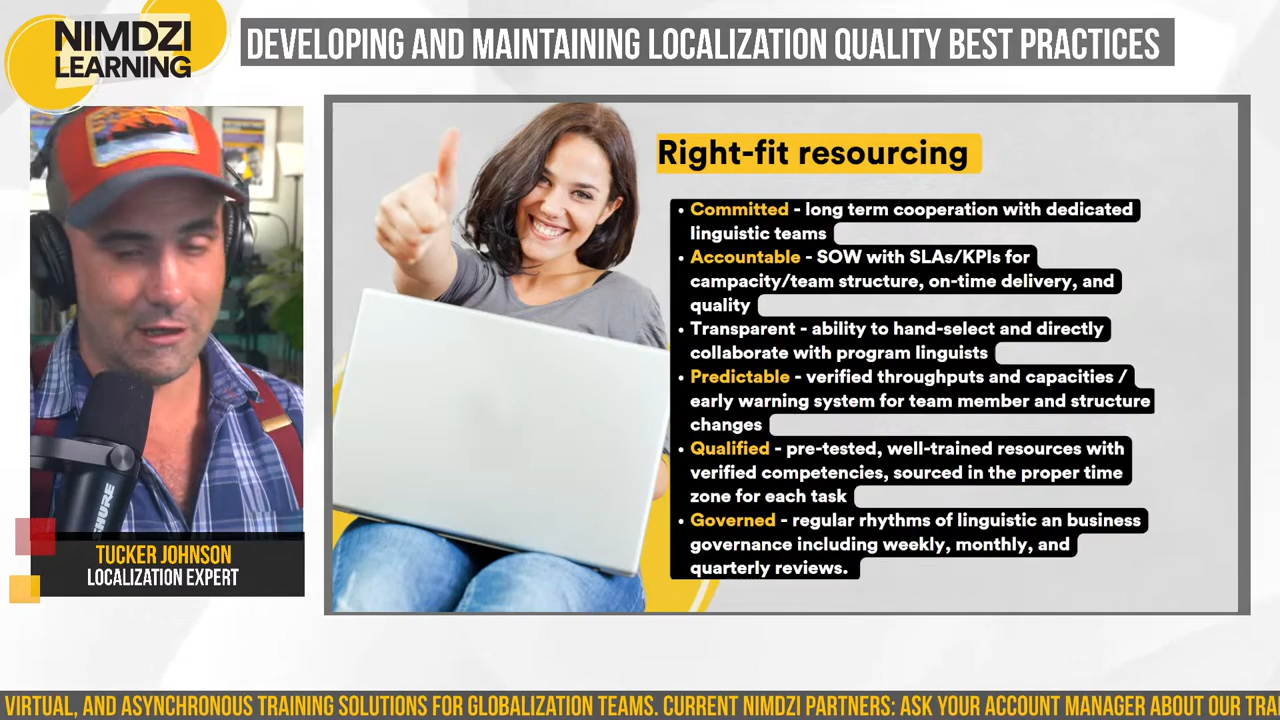 NIMDZI
LEARNING
DEVELOPING AND MAINTAINING LOCALIZATION QUALITY BEST PRACTICES
Right-fit resourcing
• Committed - long term cooperation with dedicated
linguistic teams
• Accountable - SOW with SLAs/KPIs for
campacity/team structure, on-time delivery, and
quality
• Transparent - ability to hand-select and directly
collaborate with program linguists
• Predictable - verified throughputs and capacities /
early warning system for team member and structure
changes
• Qualified - pre-tested, well-trained resources with
verified competencies, sourced in the proper time
zone for each task
• Governed - regular rhythms of linguistic an business
governance including weekly, monthly, and
quarterly reviews.
SHURE
TUCKER JOHNSON
LOCALIZATION EXPERT
VIRTUAL, AND ASYNCHRONOUS TRAINING SOLUTIONS FOR GLOBALIZATION TEAMS. CURRENT NIMDZI PARTNERS: ASK YOUR ACCOUNT MANAGER ABOUT OUR TRA